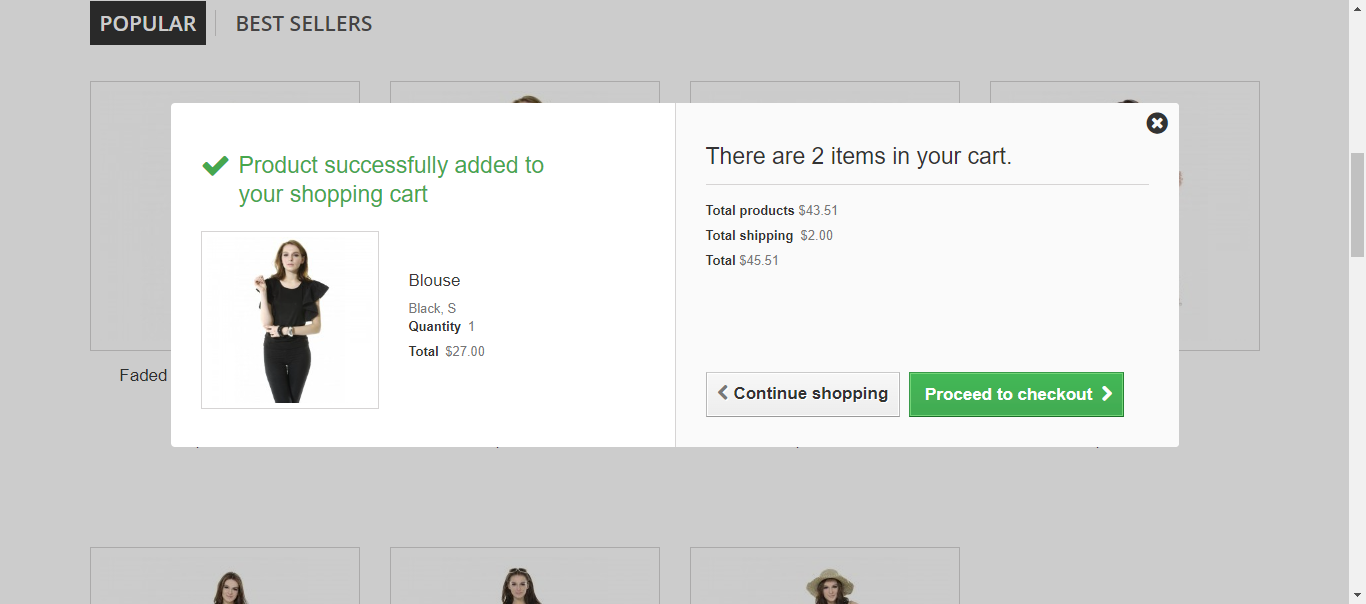 POPULAR
BEST SELLERS
Product successfully added to
your shopping cart
Blouse
Black, S
Quantity 1
Total $27.00
There are 2 items in your cart.
Total products $43.51
Total shipping $2.00
Total $45.51
Continue shopping
Proceed to checkout
Faded